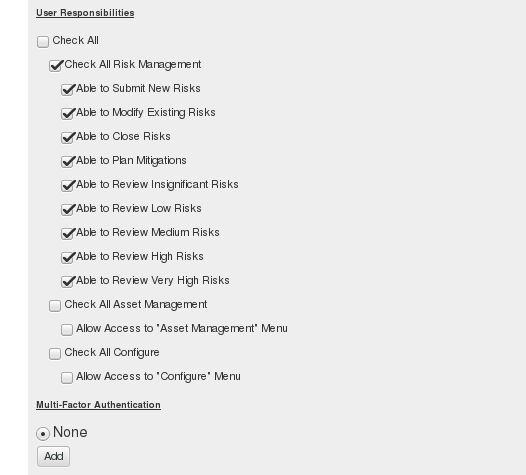 User Responsibilities
Check All
Check All Risk Management
Able to Submit New Risks
Able to Modify Existing Risks
Able to Close Risks
Able to Plan Mitigations
Able to Review Insignificant Risks
Able to Review Low Risks
Able to Review Medium Risks
Able to Review High Risks
Able to Review Very High Risks
Check All Asset Management
Allow Access to "Asset Management" Menu
Check All Configure
Allow Access to "Configure" Menu
Multi-Factor Authentication
None
Add